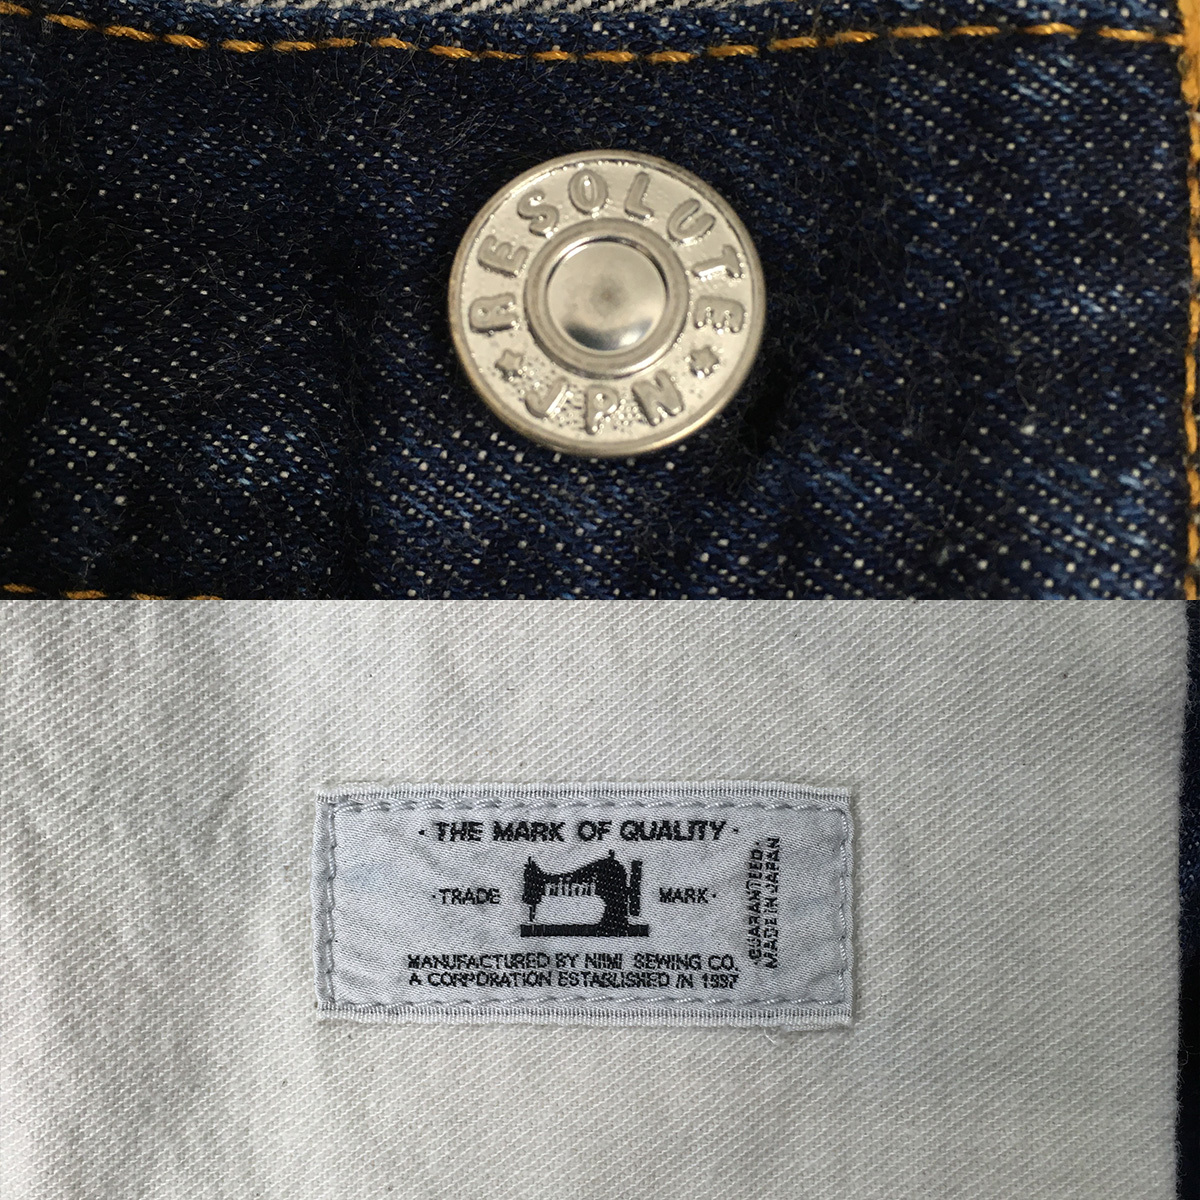 RESOLUTE
★ JPN ★
· THE MARK OF QUALITY ·
· TRADE MARK ·
niimi
MANUFACTURED BY NIIMI SEWING CO.
A CORPORATION ESTABLISHED IN 1997
· GUARANTEED ·
MADE IN JAPAN